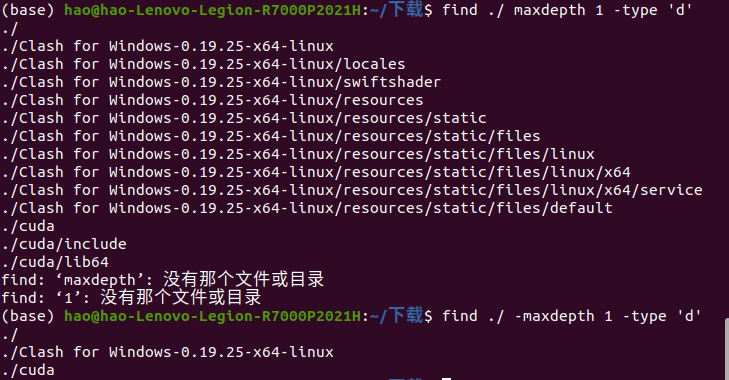 (base) hao@hao-Lenovo-Legion-R7000P2021H:~/下载$ find ./ maxdepth 1 -type 'd'
./
./Clash for Windows-0.19.25-x64-linux
./Clash for Windows-0.19.25-x64-linux/locales
./Clash for Windows-0.19.25-x64-linux/swiftshader
./Clash for Windows-0.19.25-x64-linux/resources
./Clash for Windows-0.19.25-x64-linux/resources/static
./Clash for Windows-0.19.25-x64-linux/resources/static/files
./Clash for Windows-0.19.25-x64-linux/resources/static/files/linux
./Clash for Windows-0.19.25-x64-linux/resources/static/files/linux/x64
./Clash for Windows-0.19.25-x64-linux/resources/static/files/linux/x64/service
./Clash for Windows-0.19.25-x64-linux/resources/static/files/default
./cuda
./cuda/include
./cuda/lib64
find: ‘maxdepth’: 没有那个文件或目录
find: ‘1’: 没有那个文件或目录
(base) hao@hao-Lenovo-Legion-R7000P2021H:~/下载$ find ./ -maxdepth 1 -type 'd'
./
./Clash for Windows-0.19.25-x64-linux
./cuda